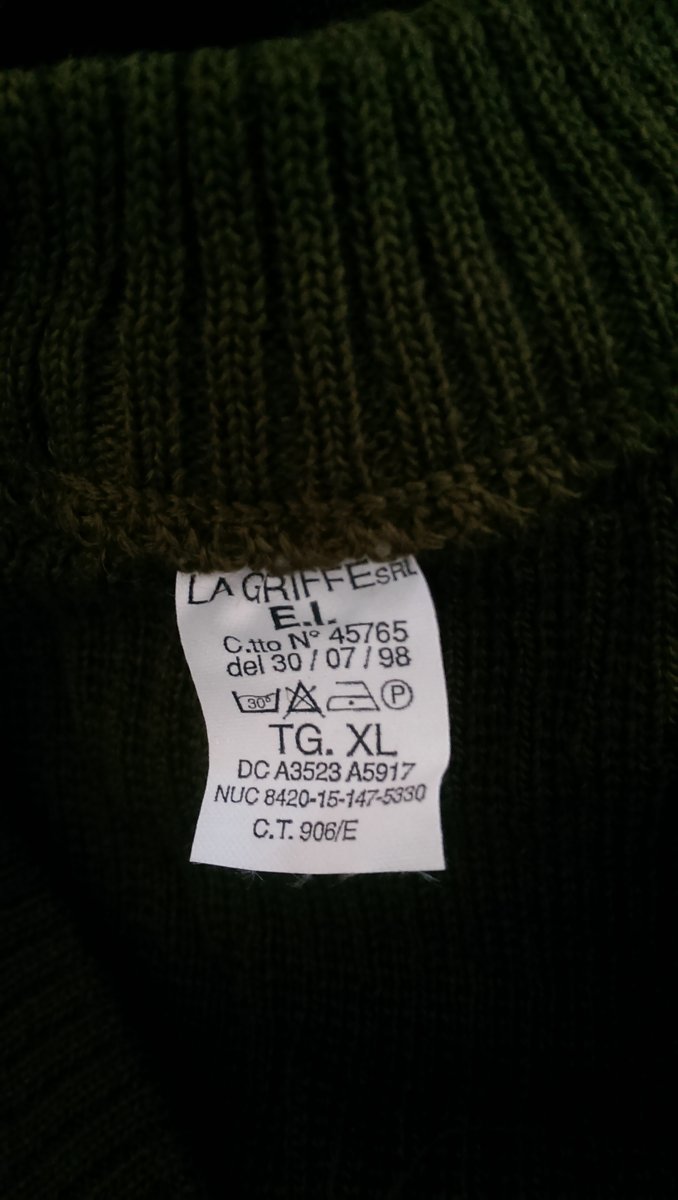 LA GRIFFE SRL
E.I.
C.tto N° 45765
del 30 / 07 / 98
30° P
TG. XL
DC A3523 A5917
NUC 8420-15-147-5330
C.T. 906/E